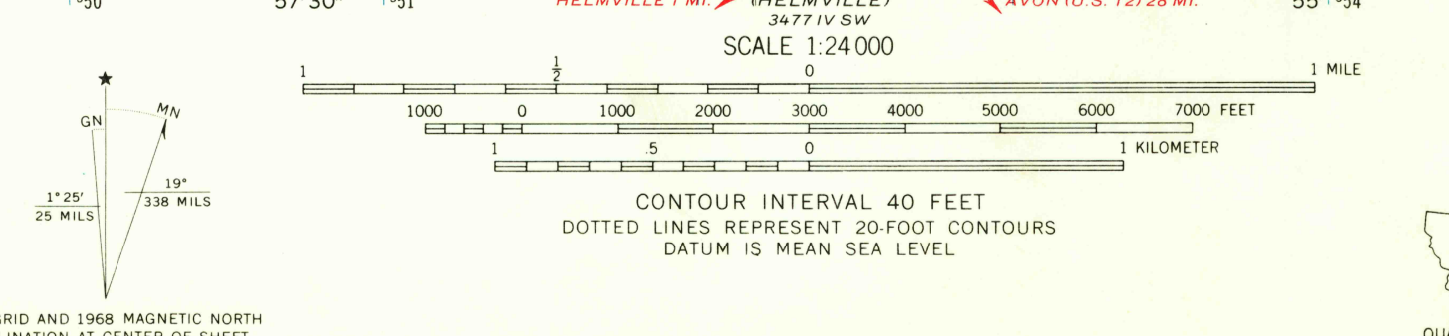 57'30"
HELMVILLE 1 MI.
(HELMVILLE)
3477 IV SW
AVON (U.S. 12) 28 MI.
SCALE 1:24 000
1 ½ 0 1 MILE
1000 0 1000 2000 3000 4000 5000 6000 7000 FEET
1 .5 0 1 KILOMETER
CONTOUR INTERVAL 40 FEET
DOTTED LINES REPRESENT 20-FOOT CONTOURS
DATUM IS MEAN SEA LEVEL
★
GN
MN
1° 25′
25 MILS
19°
338 MILS
GRID AND 1968 MAGNETIC NORTH
CENTER OF SHEET